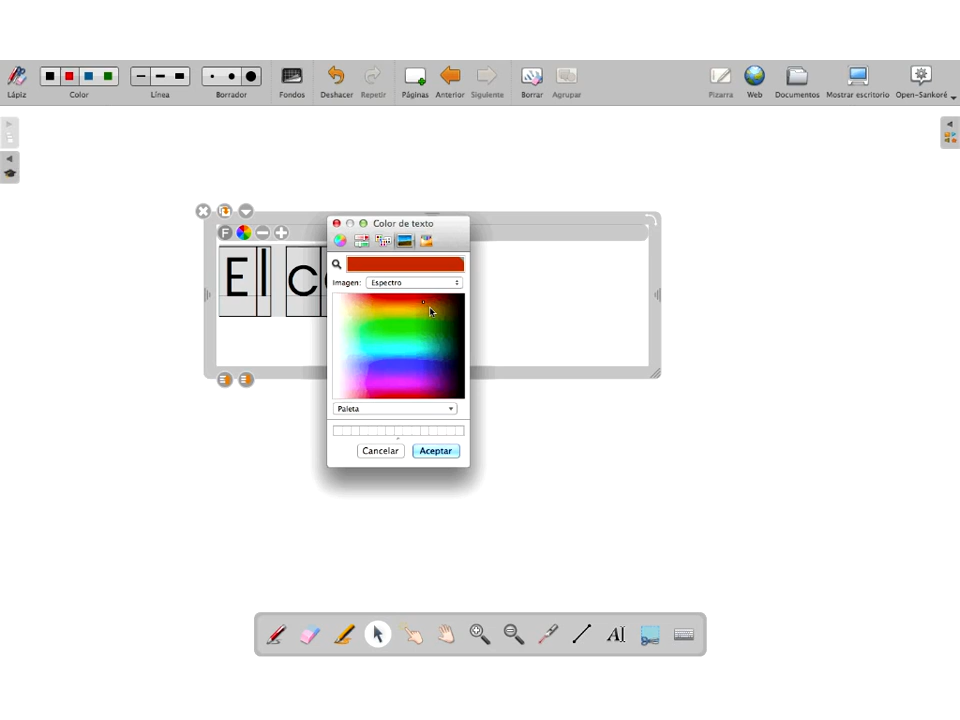 Lápiz Color Línea Borrador Fondos Deshacer Repetir Páginas Anterior Siguiente Borrar Agrupar Pizarra Web Documentos Mostrar escritorio Open-Sankoré
F
El c
Color de texto
Imagen: Espectro
Paleta
Cancelar Aceptar
AI